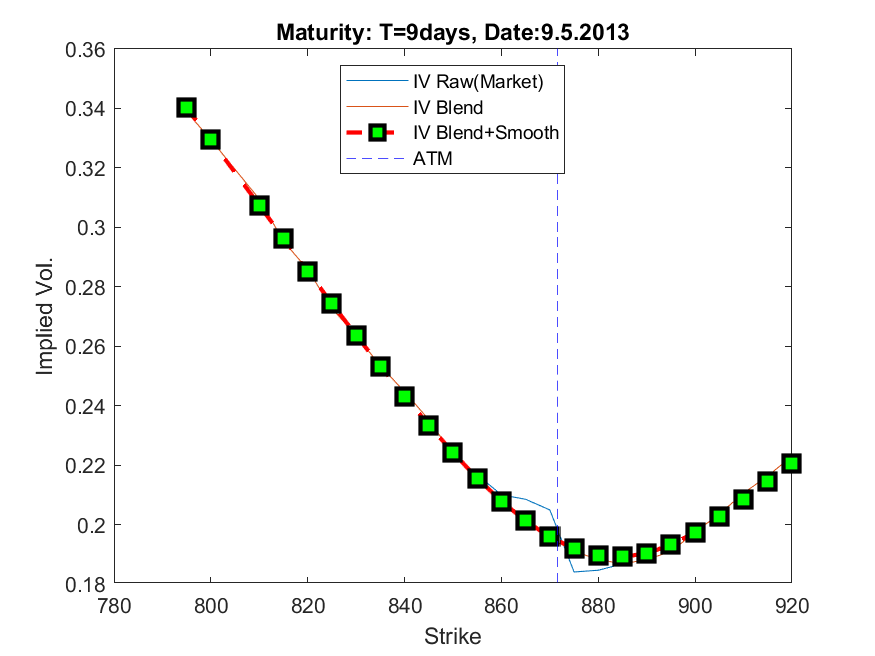 Maturity: T=9days, Date:9.5.2013
0.36
0.34
0.32
0.3
0.28
0.26
0.24
0.22
0.2
0.18
Implied Vol.
IV Raw(Market)
IV Blend
IV Blend+Smooth
ATM
780 800 820 840 860 880 900 920
Strike